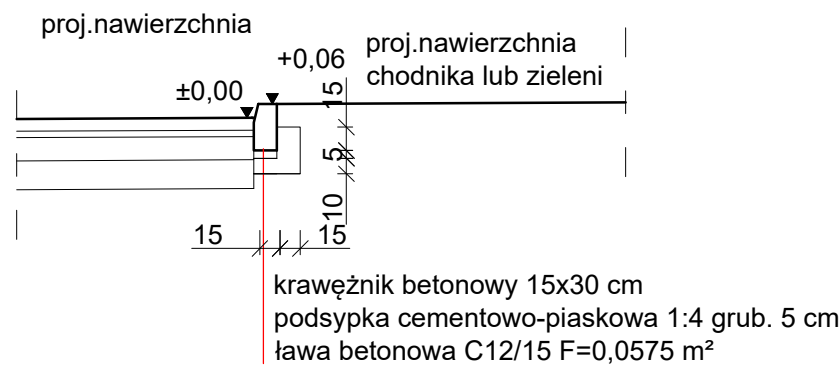 proj.nawierzchnia
proj.nawierzchnia
chodnika lub zieleni
+0,06
±0,00
15
5
10
15
15
krawężnik betonowy 15x30 cm
podsypka cementowo-piaskowa 1:4 grub. 5 cm
ława betonowa C12/15 F=0,0575 m²